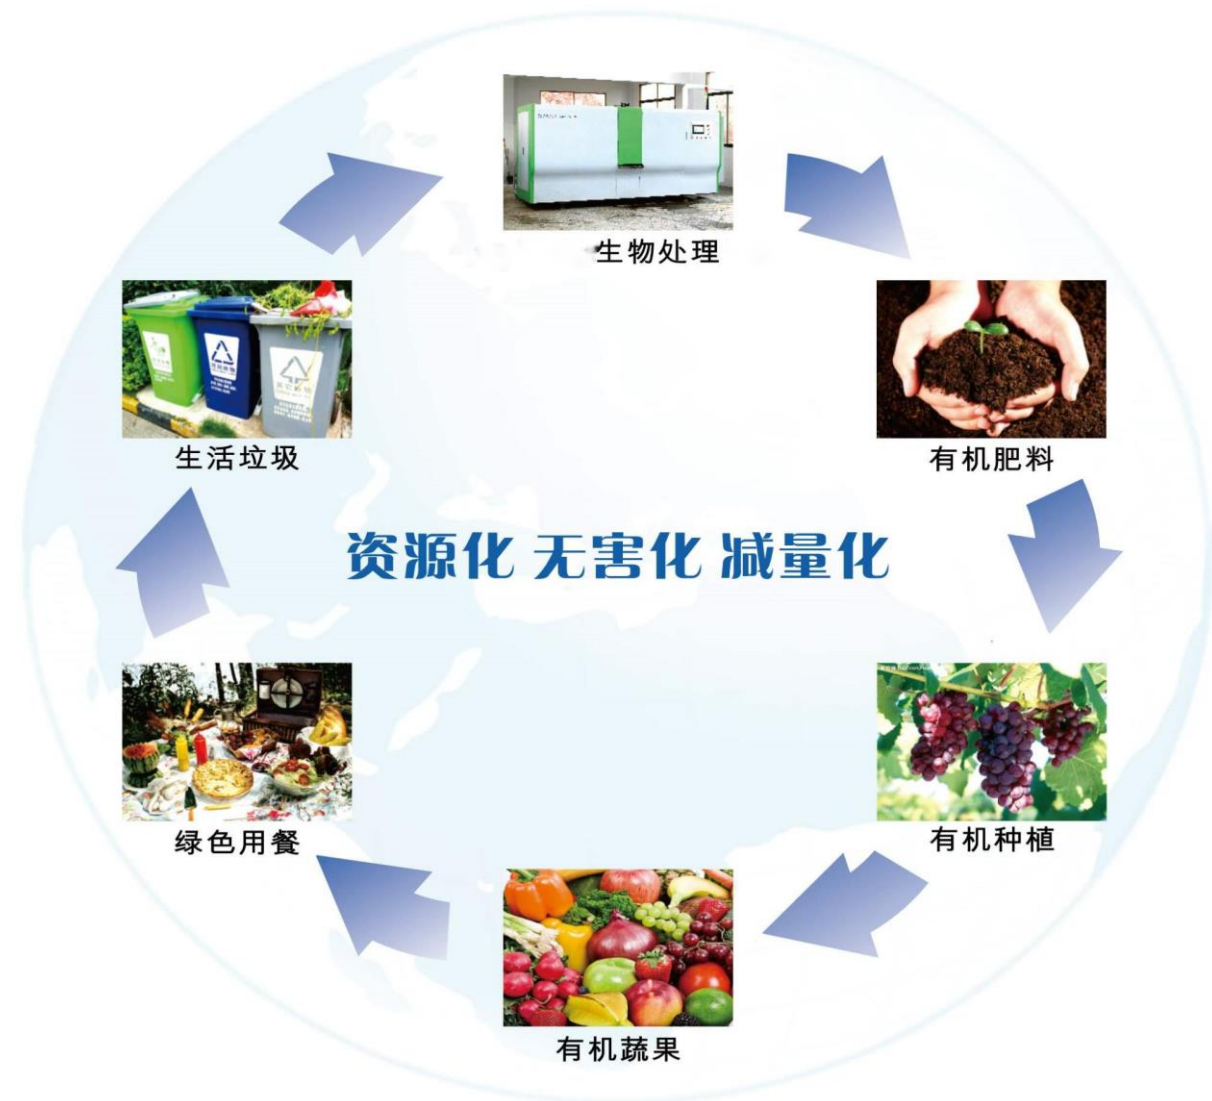 生物处理
生活垃圾
有机肥料
资源化 无害化 减量化
绿色用餐
有机种植
有机蔬果